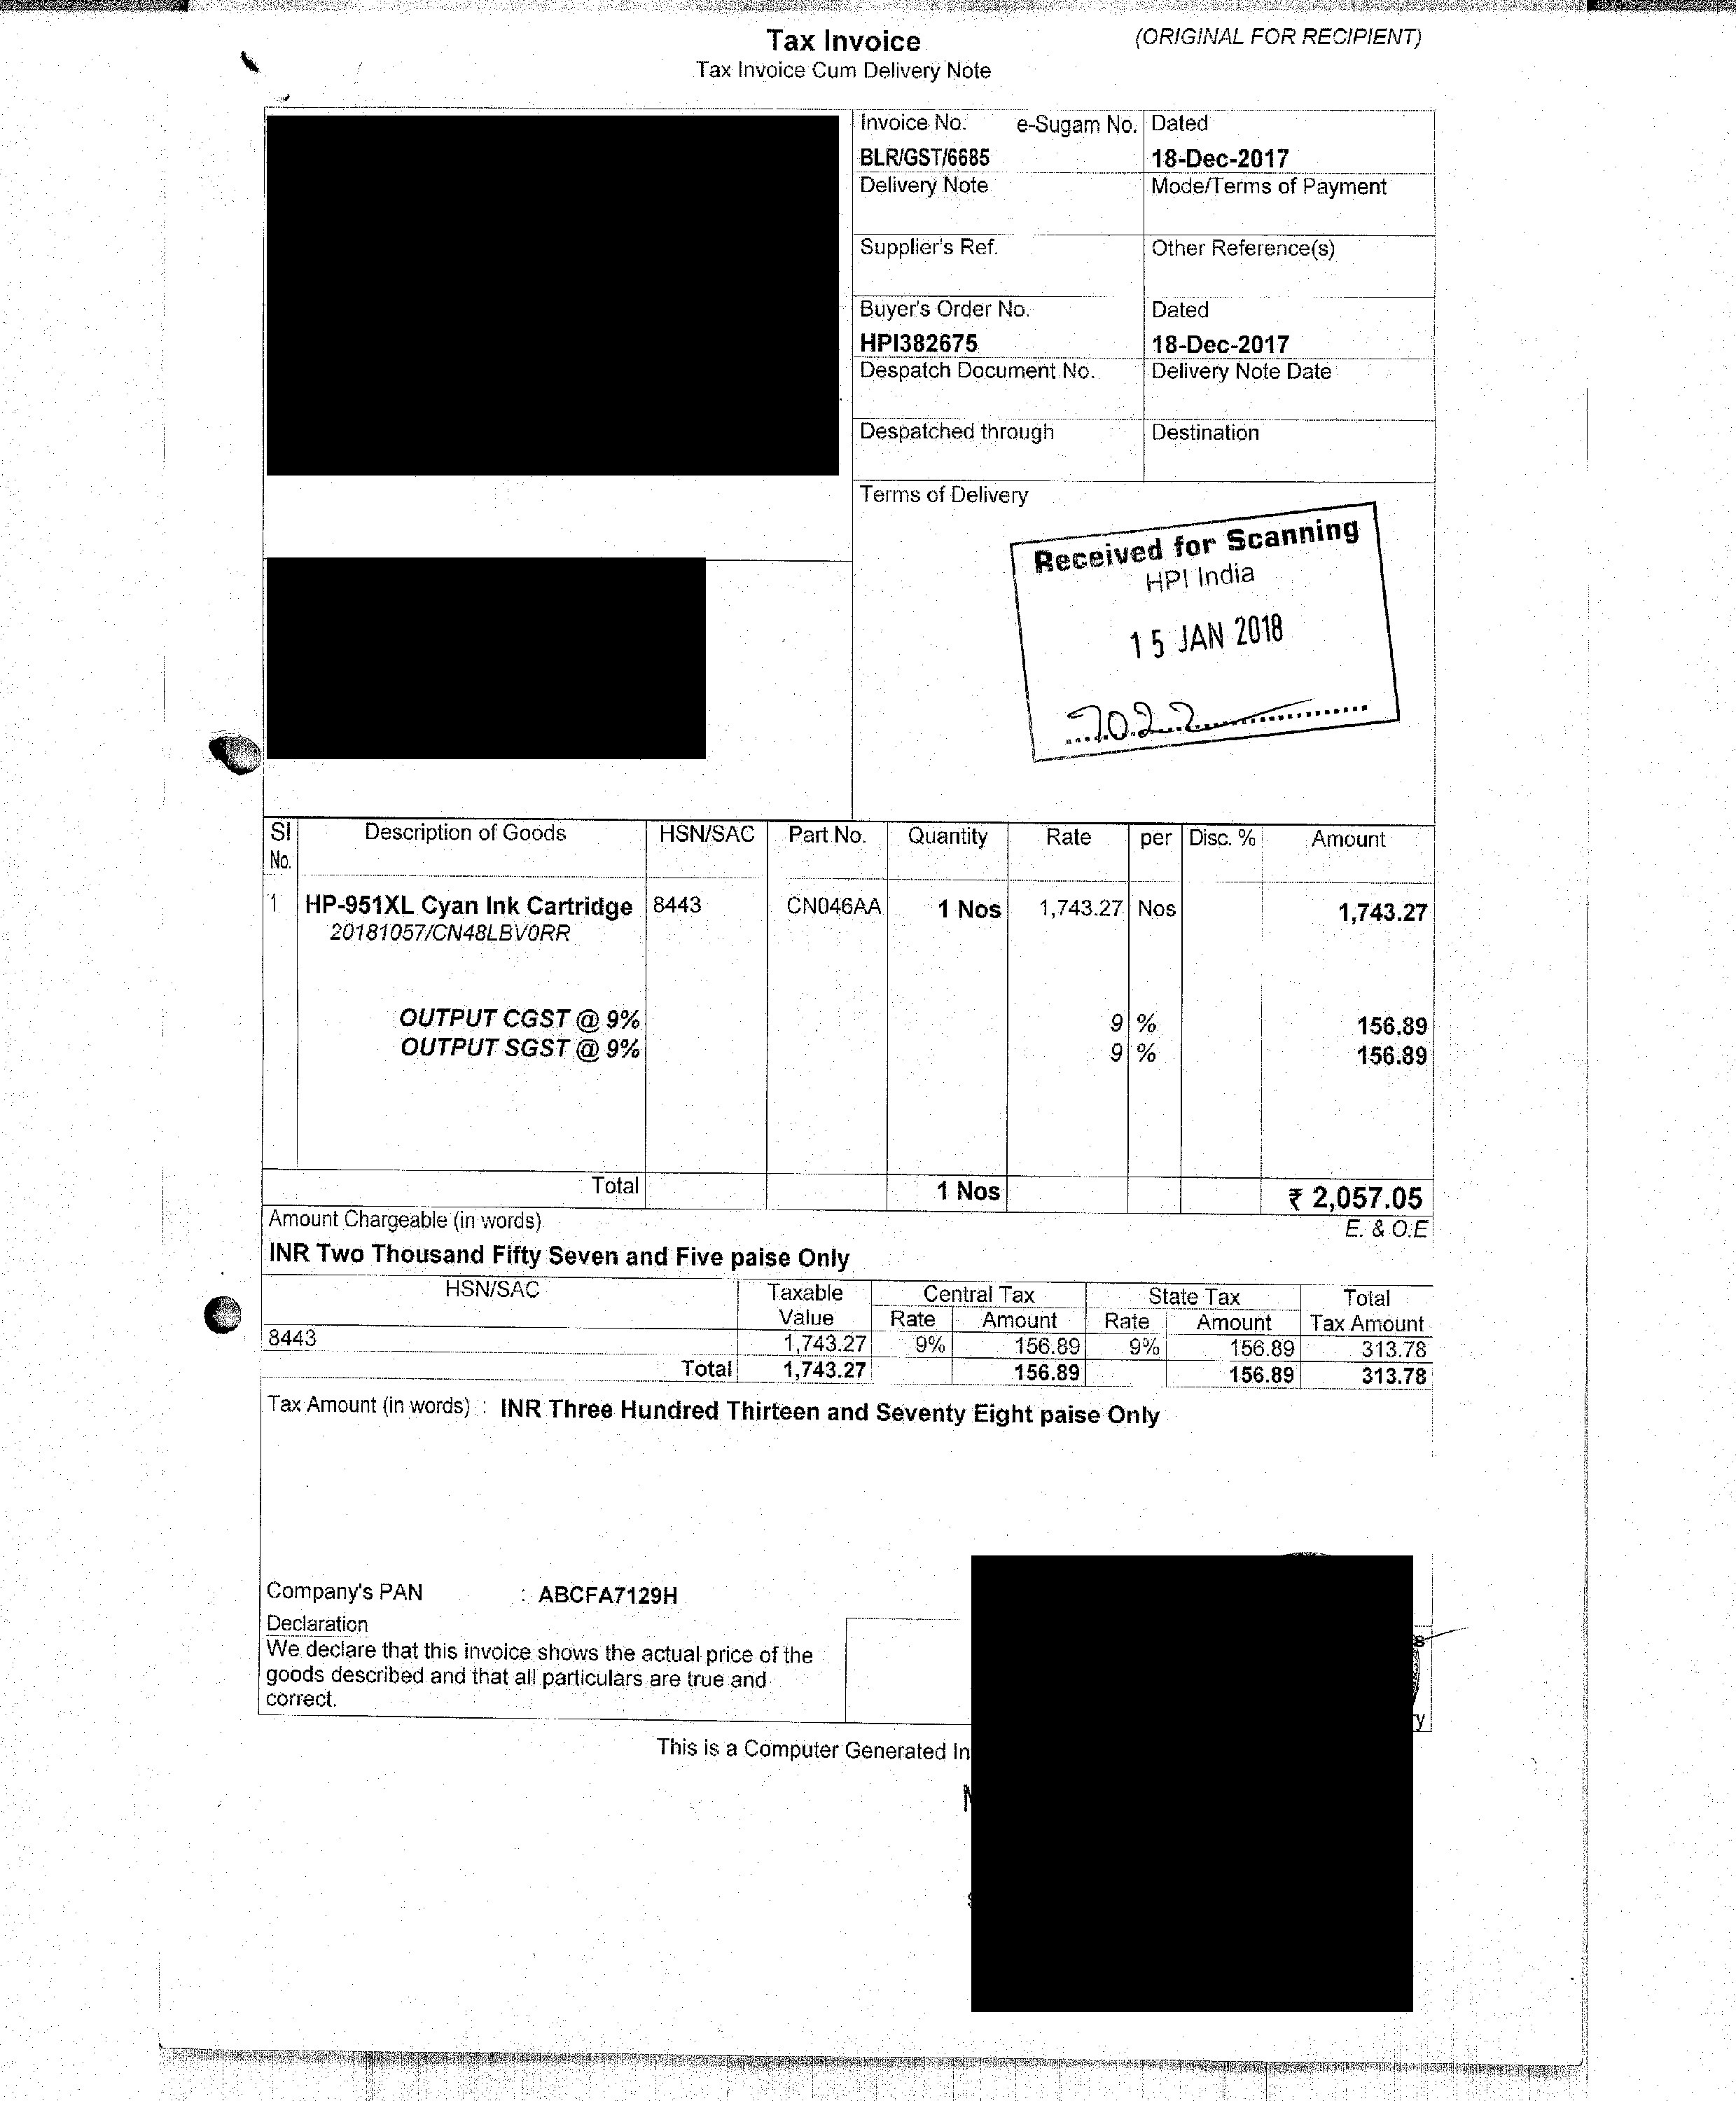 Tax Invoice
(ORIGINAL FOR RECIPIENT)
Tax Invoice Cum Delivery Note
Invoice No. e-Sugam No. Dated
BLR/GST/6685 18-Dec-2017
Delivery Note Mode/Terms of Payment
Supplier's Ref. Other Reference(s)
Buyer's Order No. Dated
HPI382675 18-Dec-2017
Despatch Document No. Delivery Note Date
Despatched through Destination
Terms of Delivery
Received for Scanning
HPI India
15 JAN 2018
7022
Sl No. Description of Goods HSN/SAC Part No. Quantity Rate per Disc. % Amount
1 HP-951XL Cyan Ink Cartridge 8443 CN046AA 1 Nos 1,743.27 Nos 1,743.27
20181057/CN48LBV0RR
OUTPUT CGST @ 9% 9 % 156.89
OUTPUT SGST @ 9% 9 % 156.89
Total 1 Nos ₹ 2,057.05
Amount Chargeable (in words) E. & O.E
INR Two Thousand Fifty Seven and Five paise Only
HSN/SAC Taxable Value Central Tax State Tax Total Tax Amount
Rate Amount Rate Amount
8443 1,743.27 9% 156.89 9% 156.89 313.78
Total 1,743.27 156.89 156.89 313.78
Tax Amount (in words) : INR Three Hundred Thirteen and Seventy Eight paise Only
Company's PAN : ABCFA7129H
Declaration
We declare that this invoice shows the actual price of the
goods described and that all particulars are true and
correct.
This is a Computer Generated In